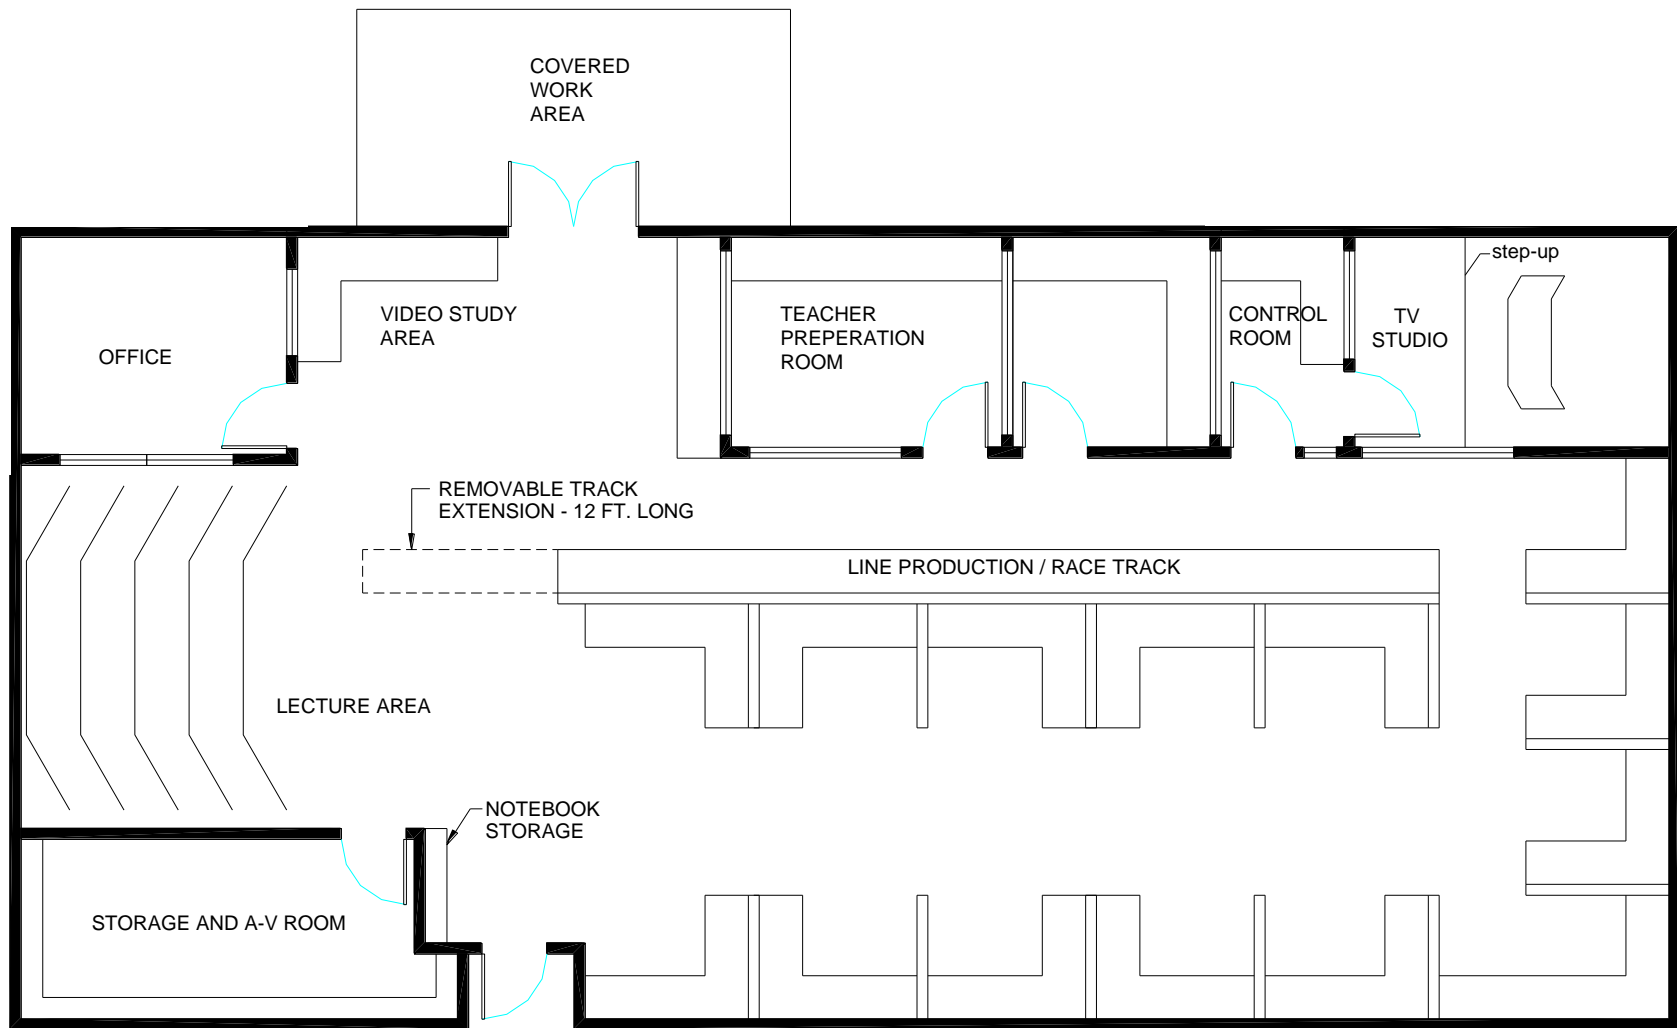 COVERED
WORK
AREA
step-up
VIDEO STUDY
AREA
TEACHER
PREPERATION
ROOM
CONTROL
ROOM
TV
STUDIO
OFFICE
REMOVABLE TRACK
EXTENSION - 12 FT. LONG
LINE PRODUCTION / RACE TRACK
LECTURE AREA
NOTEBOOK
STORAGE
STORAGE AND A-V ROOM